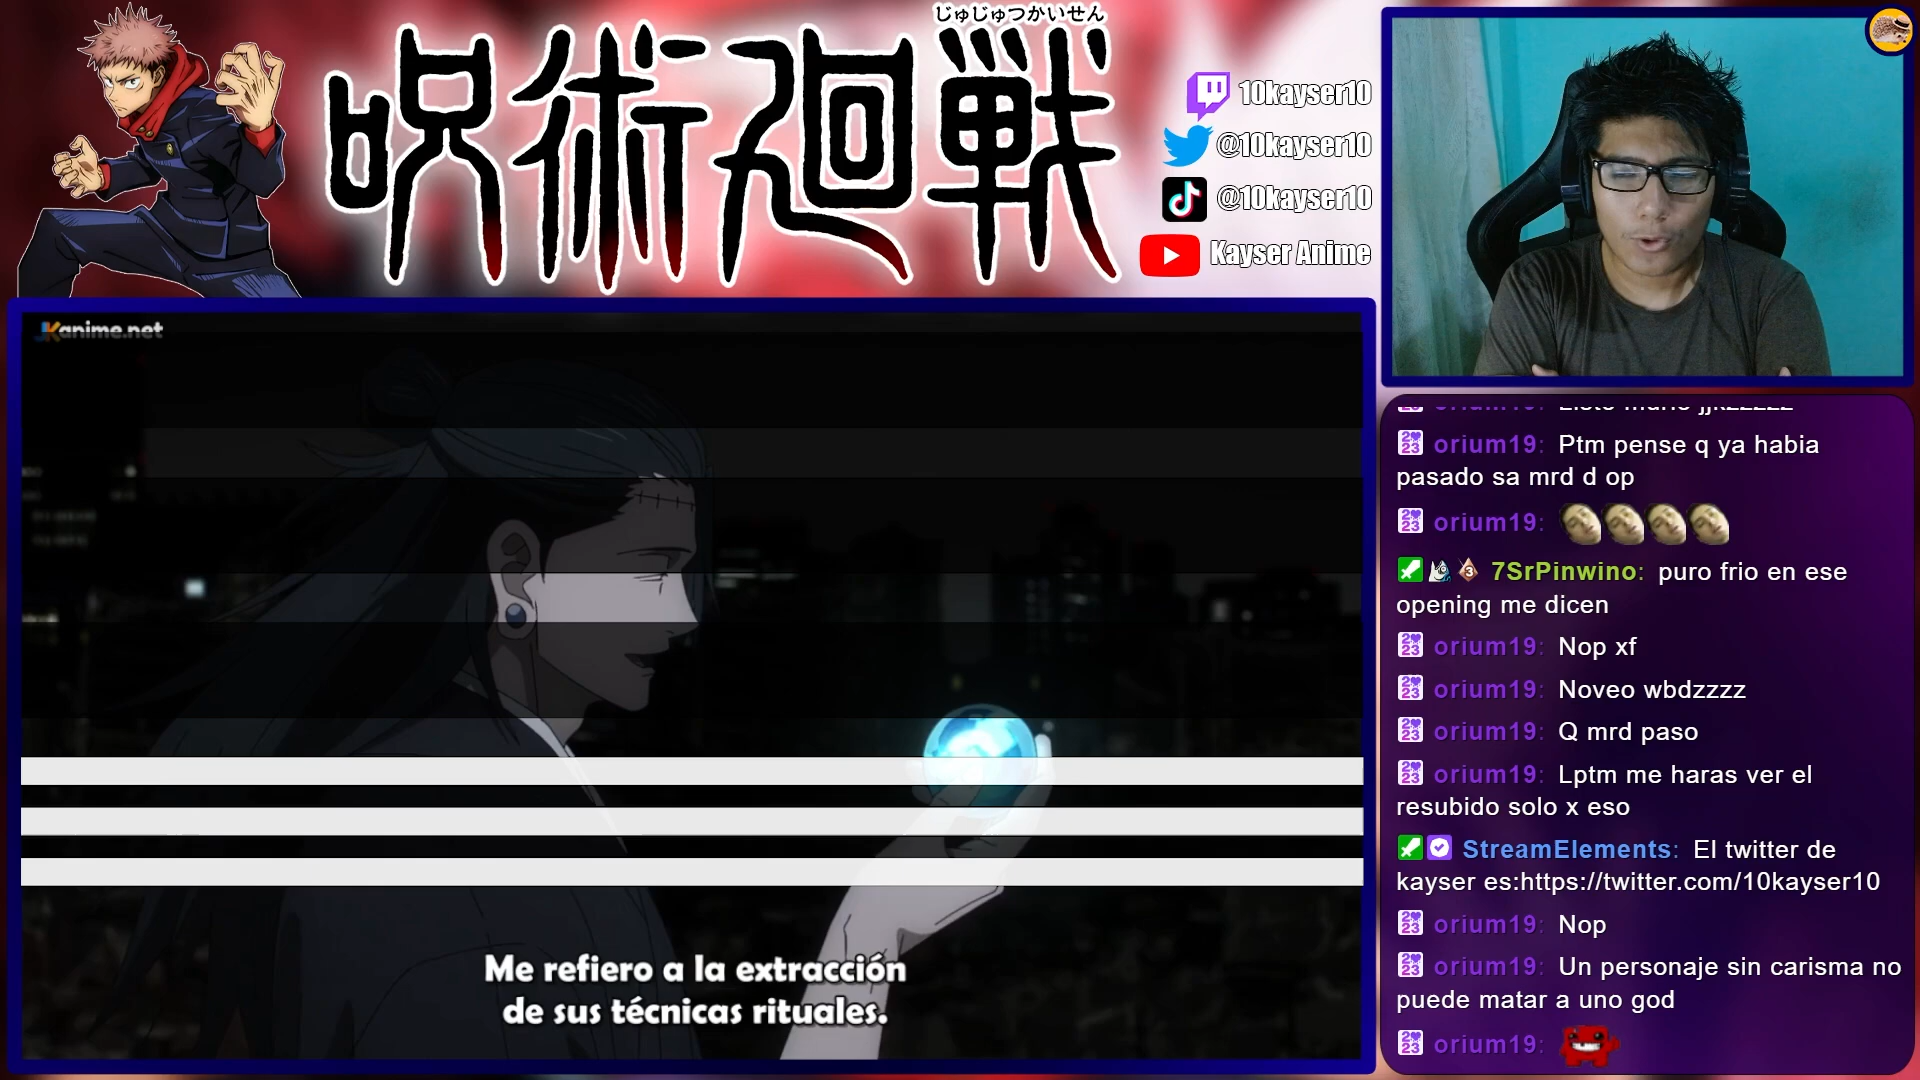 じゅじゅつかいせん
呪術廻戦
10kayser10
@10kayser10
@10kayser10
Kayser Anime
Kanime.net
Me refiero a la extracción
de sus técnicas rituales.
orium19: Ptm pense q ya habia
pasado sa mrd d op
orium19:
7SrPinwino: puro frio en ese
opening me dicen
orium19: Nop xf
orium19: Noveo wbdzzzz
orium19: Q mrd paso
orium19: Lptm me haras ver el
resubido solo x eso
StreamElements: El twitter de
kayser es:https://twitter.com/10kayser10
orium19: Nop
orium19: Un personaje sin carisma no
puede matar a uno god
orium19: